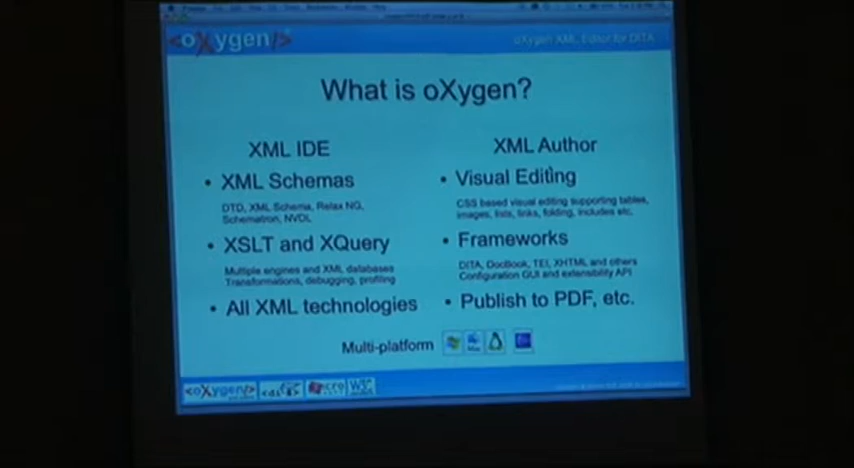 <oXygen/>
oXygen XML Editor for DITA
What is oXygen?
XML IDE
• XML Schemas
DTD, XML Schema, Relax NG,
Schematron, NVDL
• XSLT and XQuery
Multiple engines and XML databases
Transformations, debugging, profiling
• All XML technologies
XML Author
• Visual Editing
CSS based visual editing supporting tables,
images, lists, links, folding, includes etc.
• Frameworks
DITA, DocBook, TEI, XHTML and others
Configuration GUI and extensibility API
• Publish to PDF, etc.
Multi-platform
<oXygen/>